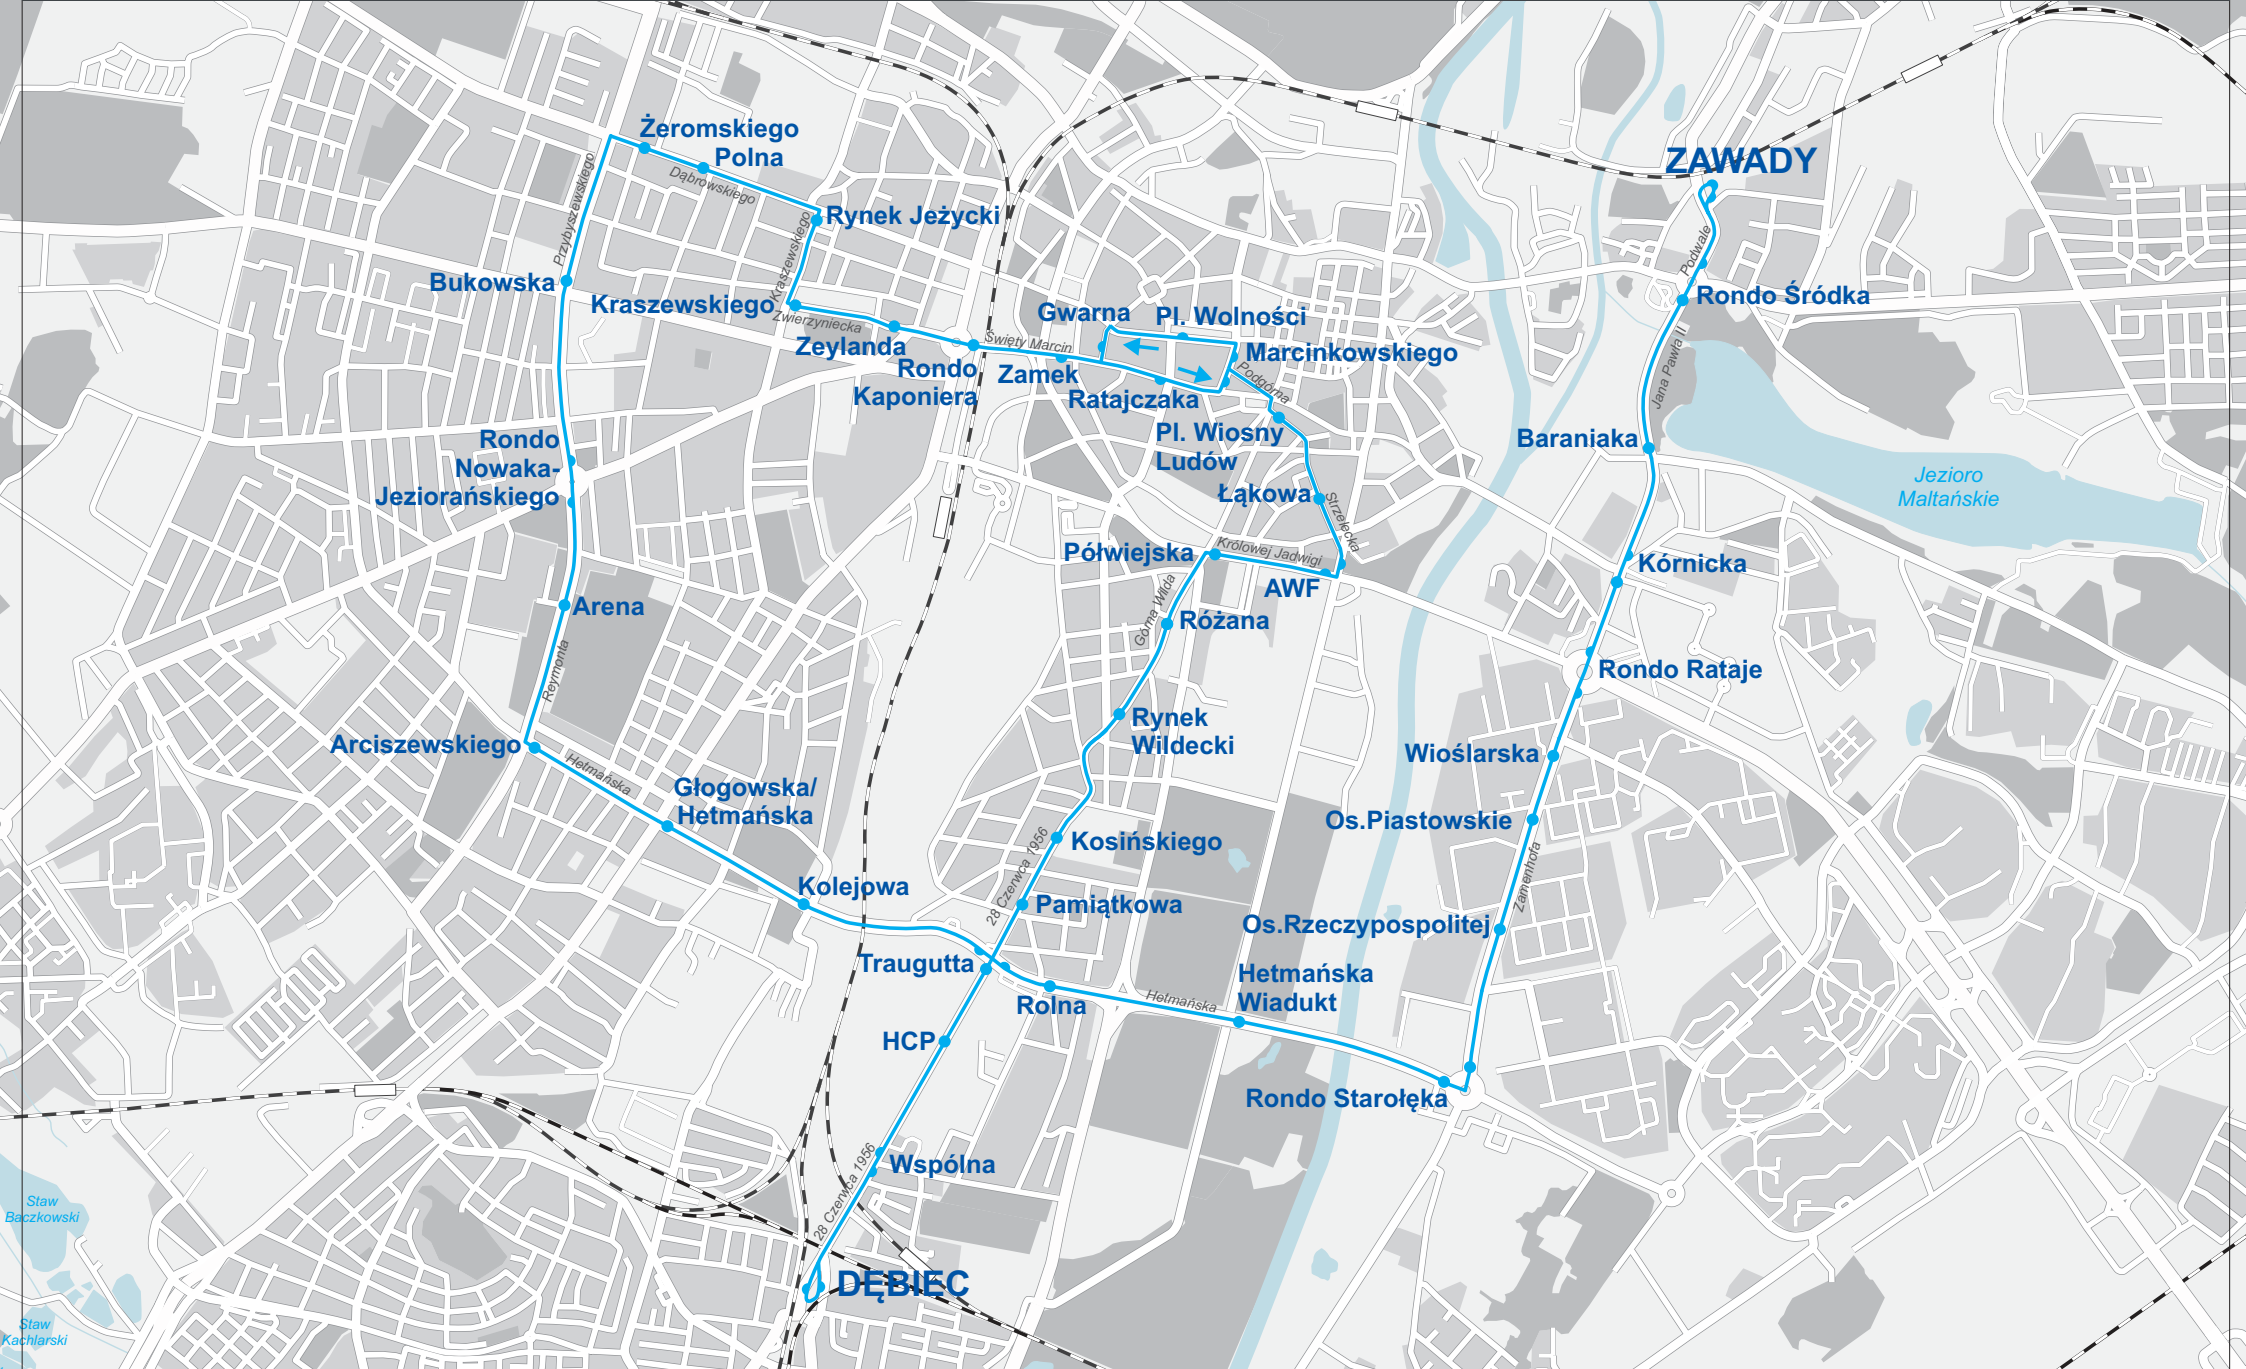 Żeromskiego
Polna
Dąbrowskiego
Przybyszewskiego
ZAWADY
Rynek Jeżycki
Kraszewskiego
Podwale
Bukowska
Kraszewskiego
Zwierzyniecka
Zeylanda
Rondo
Kaponiera
Święty Marcin
Zamek
Gwarna
Pl. Wolności
Marcinkowskiego
Podgórna
Ratajczaka
Pl. Wiosny
Ludów
Rondo Śródka
Jana Pawła II
Baraniaka
Jezioro
Maltańskie
Rondo
Nowaka-
Jeziorańskiego
Łąkowa
Strzelecka
Półwiejska
Królowej Jadwigi
AWF
Kórnicka
Arena
Reymonta
Górna Wilda
Różana
Rondo Rataje
Rynek
Wildecki
Arciszewskiego
Hetmańska
Głogowska/
Hetmańska
Wioślarska
Os.Piastowskie
Zamenhofa
Kosińskiego
28 Czerwca 1956
Kolejowa
Pamiątkowa
Os.Rzeczypospolitej
Traugutta
Rolna
Hetmańska
Hetmańska
Wiadukt
HCP
Rondo Starołęka
Wspólna
28 Czerwca 1956
DĘBIEC
Staw
Baczkowski
Staw
Kachlarski